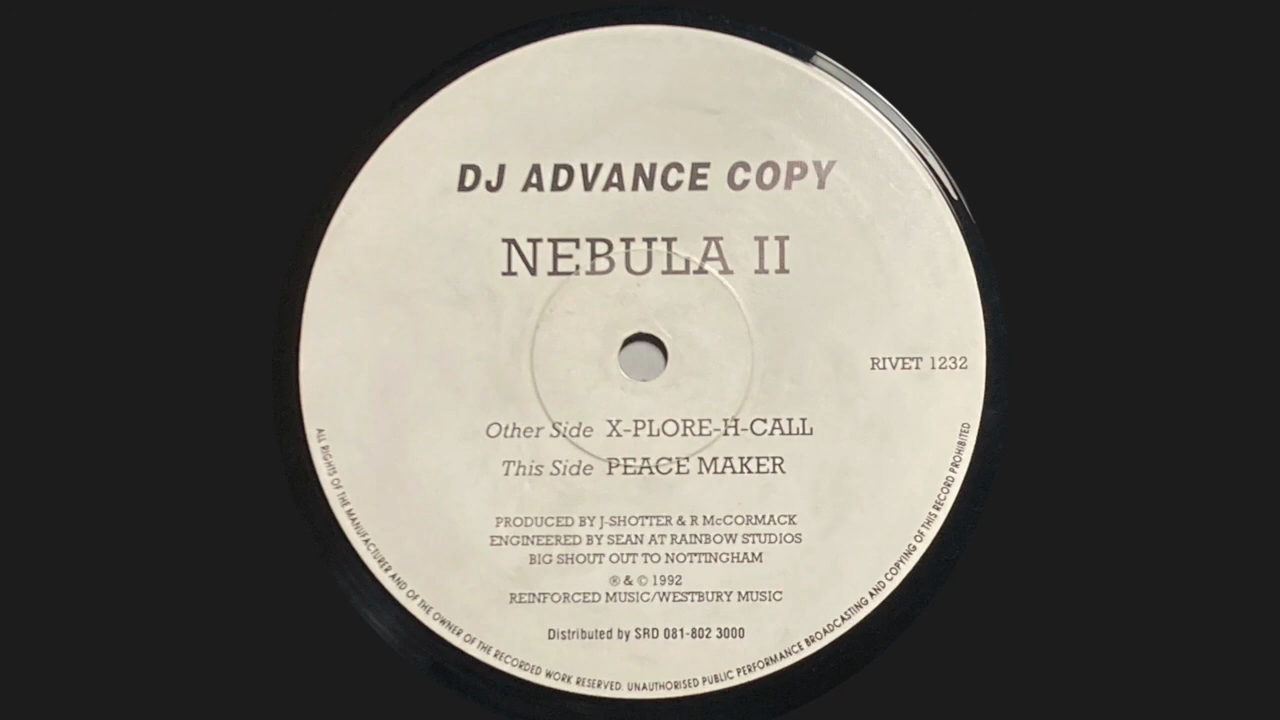 DJ ADVANCE COPY
NEBULA II
RIVET 1232
Other Side X-PLORE-H-CALL
This Side PEACE MAKER
PRODUCED BY J-SHOTTER & R McCORMACK
ENGINEERED BY SEAN AT RAINBOW STUDIOS
BIG SHOUT OUT TO NOTTINGHAM
® & © 1992
REINFORCED MUSIC/WESTBURY MUSIC
Distributed by SRD 081-802 3000
ALL RIGHTS OF THE MANUFACTURER AND OF THE OWNER OF THE RECORDED WORK RESERVED. UNAUTHORISED PUBLIC PERFORMANCE BROADCASTING AND COPYING OF THIS RECORD PROHIBITED